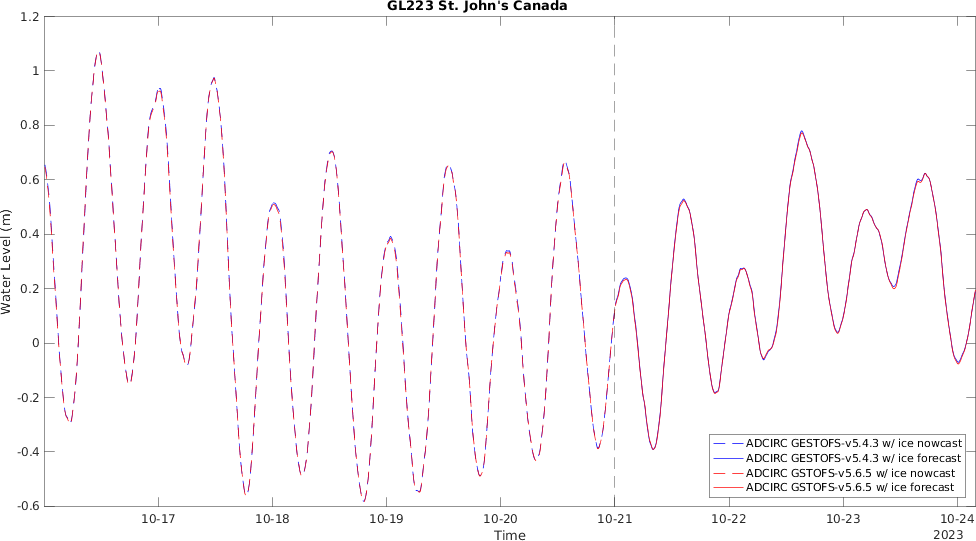 GL223 St. John's Canada
1.2
1
0.8
0.6
0.4
0.2
0
-0.2
-0.4
-0.6
Water Level (m)
10-17
10-18
10-19
10-20
10-21
10-22
10-23
10-24
2023
Time
ADCIRC GESTOFS-v5.4.3 w/ ice nowcast
ADCIRC GESTOFS-v5.4.3 w/ ice forecast
ADCIRC GSTOFS-v5.6.5 w/ ice nowcast
ADCIRC GSTOFS-v5.6.5 w/ ice forecast